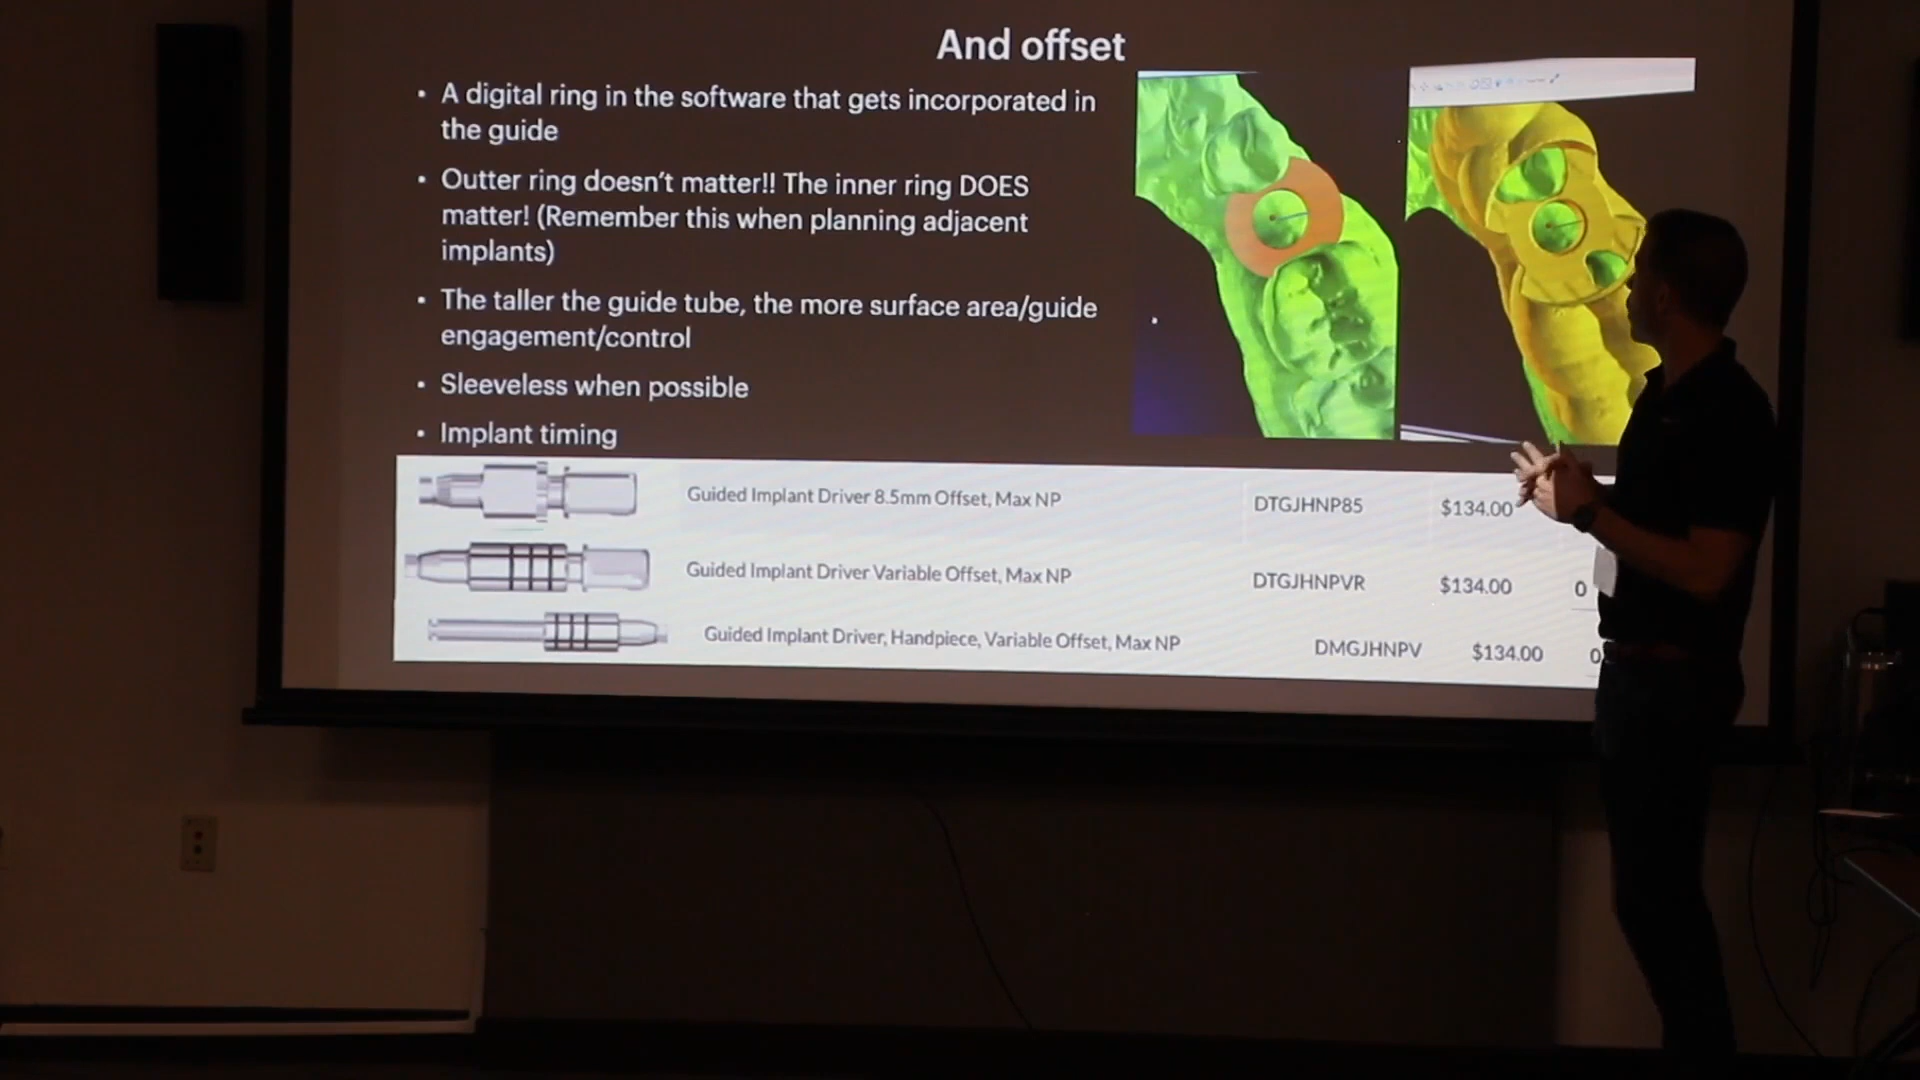 And offset
• A digital ring in the software that gets incorporated in
the guide
• Outter ring doesn't matter!! The inner ring DOES
matter! (Remember this when planning adjacent
implants)
• The taller the guide tube, the more surface area/guide
engagement/control
• Sleeveless when possible
• Implant timing
Guided Implant Driver 8.5mm Offset, Max NP DTGJHNP85 $134.00
Guided Implant Driver Variable Offset, Max NP DTGJHNPVR $134.00 0
Guided Implant Driver, Handpiece, Variable Offset, Max NP DMGJHNPV $134.00 0